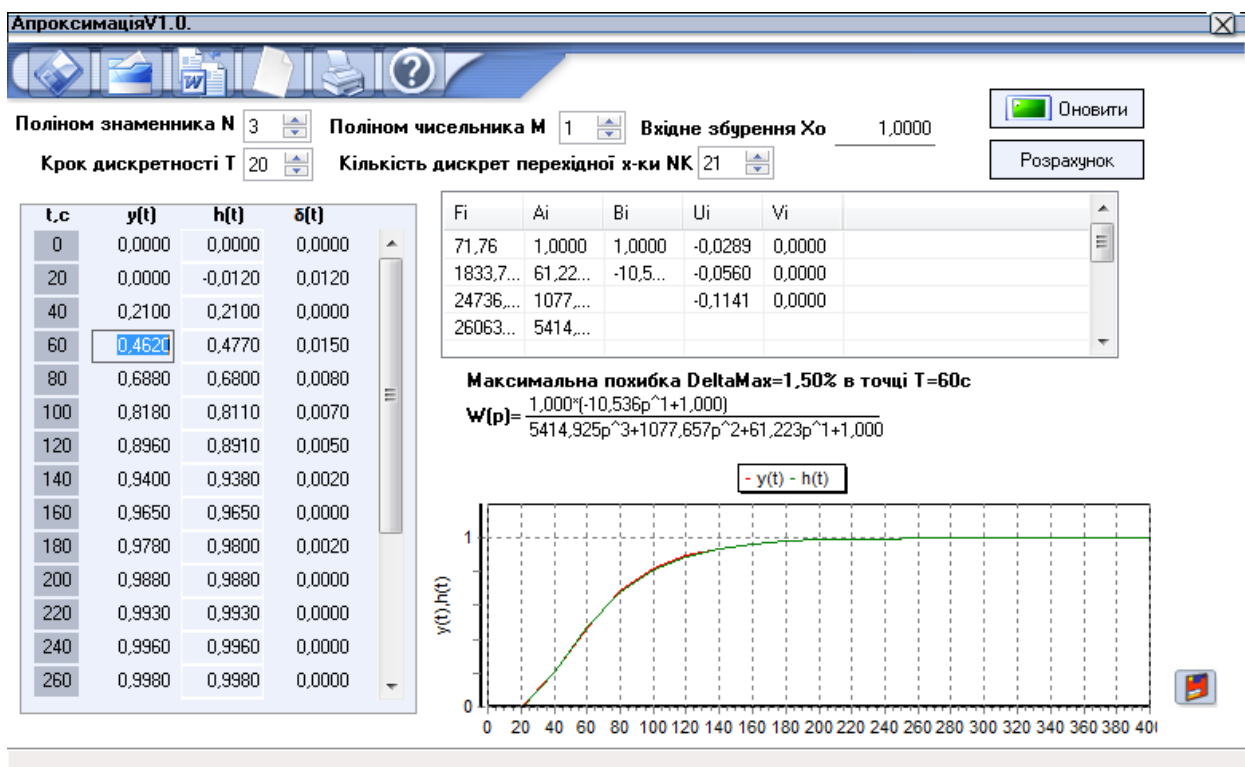 АпроксимаціяV1.0.
Поліном знаменника N 3 Поліном чисельника M 1 Вхідне збурення Xo 1,0000 Оновити
Крок дискретності T 20 Кількість дискрет перехідної х-ки NK 21 Розрахунок
t,c y(t) h(t) δ(t)
0 0,0000 0,0000 0,0000
20 0,0000 -0,0120 0,0120
40 0,2100 0,2100 0,0000
60 0,4620 0,4770 0,0150
80 0,6880 0,6800 0,0080
100 0,8180 0,8110 0,0070
120 0,8960 0,8910 0,0050
140 0,9400 0,9380 0,0020
160 0,9650 0,9650 0,0000
180 0,9780 0,9800 0,0020
200 0,9880 0,9880 0,0000
220 0,9930 0,9930 0,0000
240 0,9960 0,9960 0,0000
260 0,9980 0,9980 0,0000
Fi Ai Bi Ui Vi
71,76 1,0000 1,0000 -0,0289 0,0000
1833,7... 61,22... -10,5... -0,0560 0,0000
24736,... 1077,... -0,1141 0,0000
26063... 5414,...
Максимальна похибка DeltaMax=1,50% в точці T=60c
W(p)=
1,000*(-10,536p^1+1,000)
5414,925p^3+1077,657p^2+61,223p^1+1,000
- y(t) - h(t)
y(t),h(t)
1
0
0 20 40 60 80 100 120 140 160 180 200 220 240 260 280 300 320 340 360 380 400
W
?